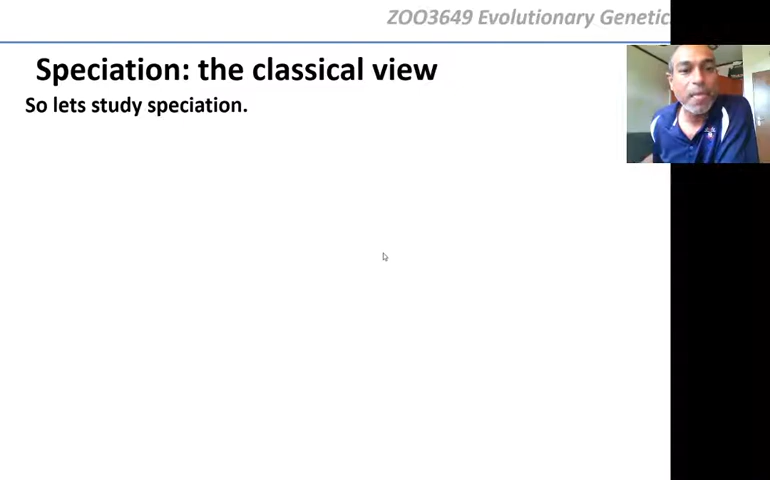 ZOO3649 Evolutionary Genetic
Speciation: the classical view
So lets study speciation.